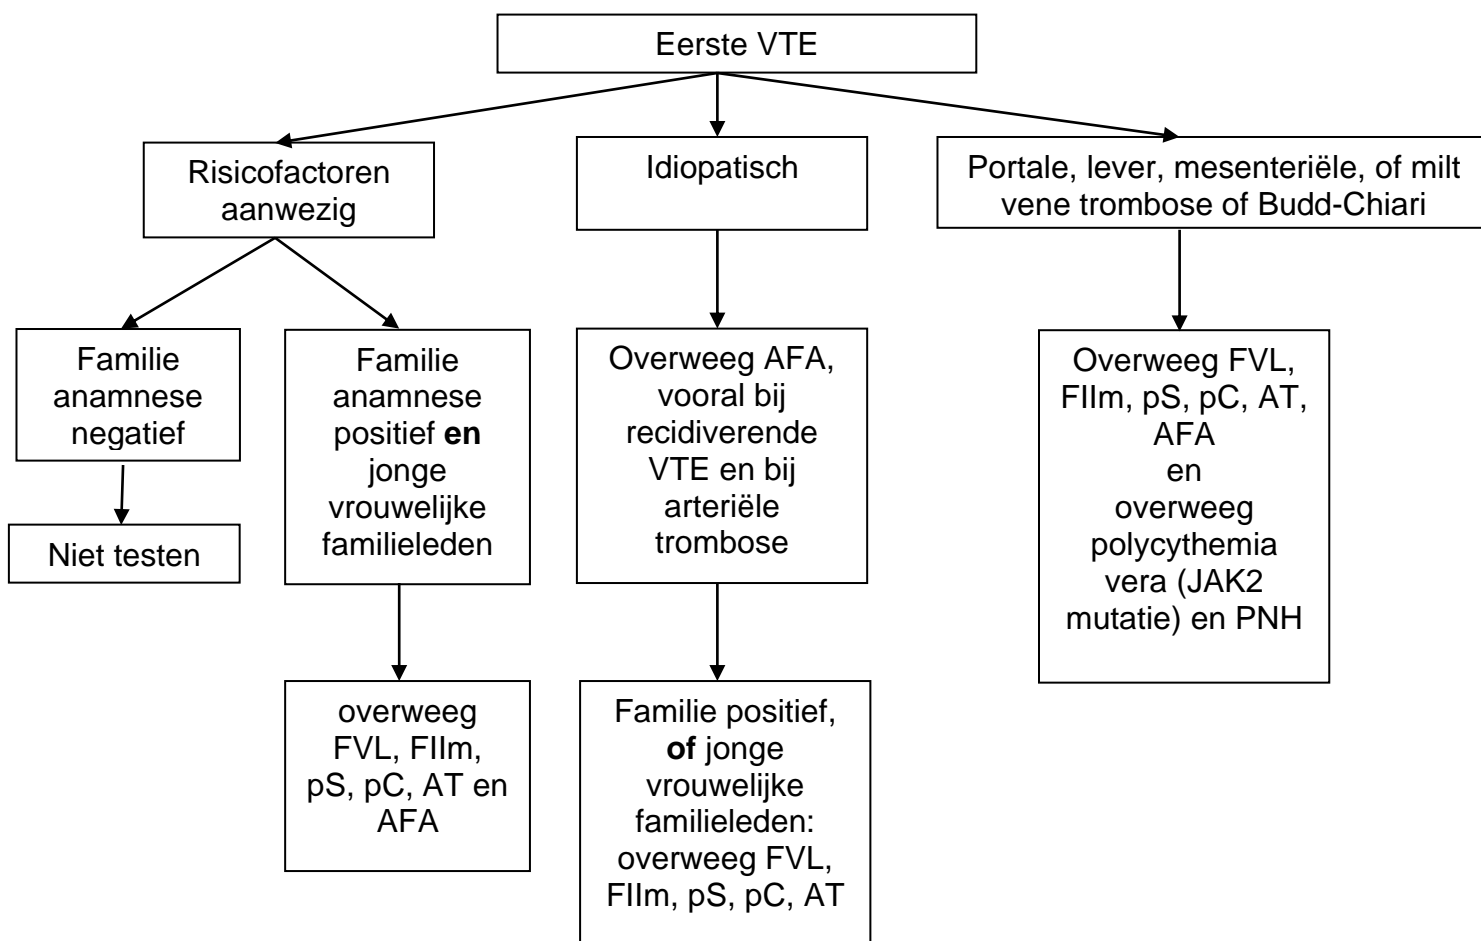 Eerste VTE
Risicofactoren
aanwezig
Idiopatisch
Portale, lever, mesenteriële, of milt
vene trombose of Budd-Chiari
Familie
anamnese
negatief
Familie
anamnese
positief en
jonge
vrouwelijke
familieleden
Overweeg AFA,
vooral bij
recidiverende
VTE en bij
arteriële
trombose
Overweeg FVL,
FIIm, pS, pC, AT,
AFA
en
overweeg
polycythemia
vera (JAK2
mutatie) en PNH
Niet testen
overweeg
FVL, FIIm,
pS, pC, AT en
AFA
Familie positief,
of jonge
vrouwelijke
familieleden:
overweeg FVL,
FIIm, pS, pC, AT